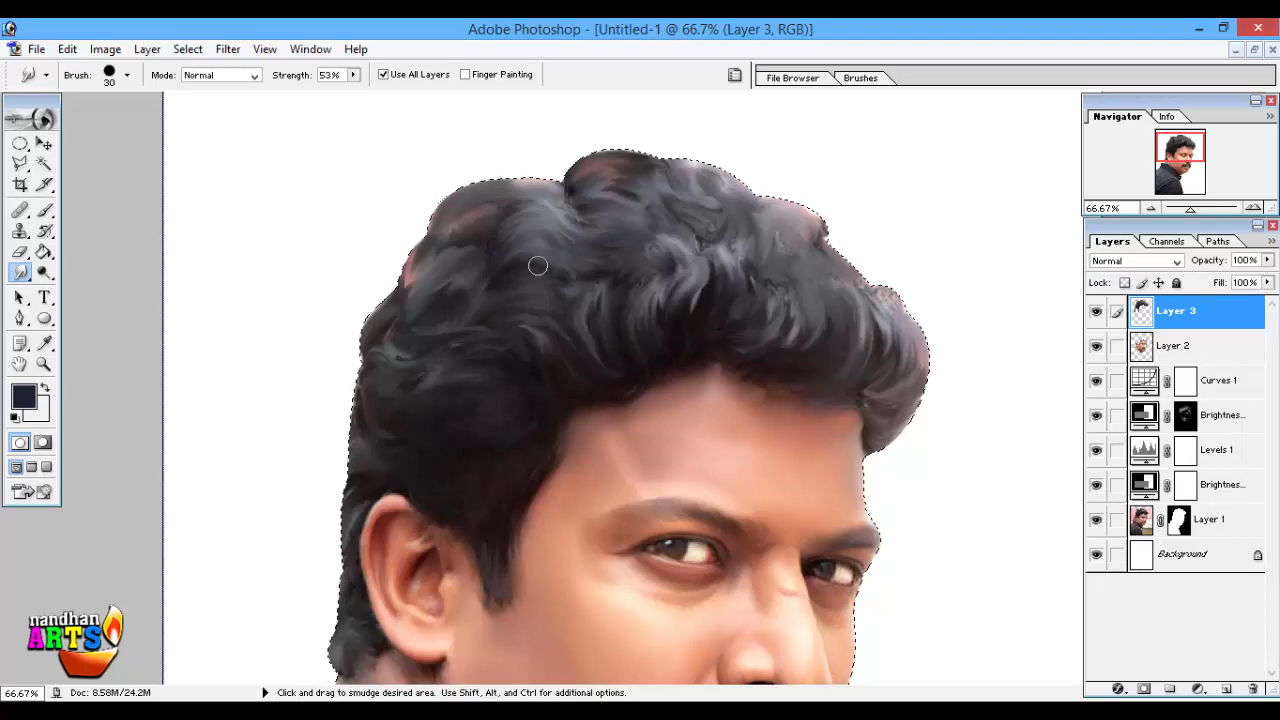 Adobe Photoshop - [Untitled-1 @ 66.7% (Layer 3, RGB)]
File Edit Image Layer Select Filter View Window Help
Brush: 30 Mode: Normal Strength: 53% Use All Layers Finger Painting File Browser Brushes
Navigator Info
66.67%
Layers Channels Paths
Normal Opacity: 100%
Lock: Fill: 100%
Layer 3
Layer 2
Curves 1
Brightnes...
Levels 1
Brightnes...
Layer 1
Background
nandhan
ARTS
66.67% Doc: 8.58M/24.2M Click and drag to smudge desired area. Use Shift, Alt, and Ctrl for additional options.